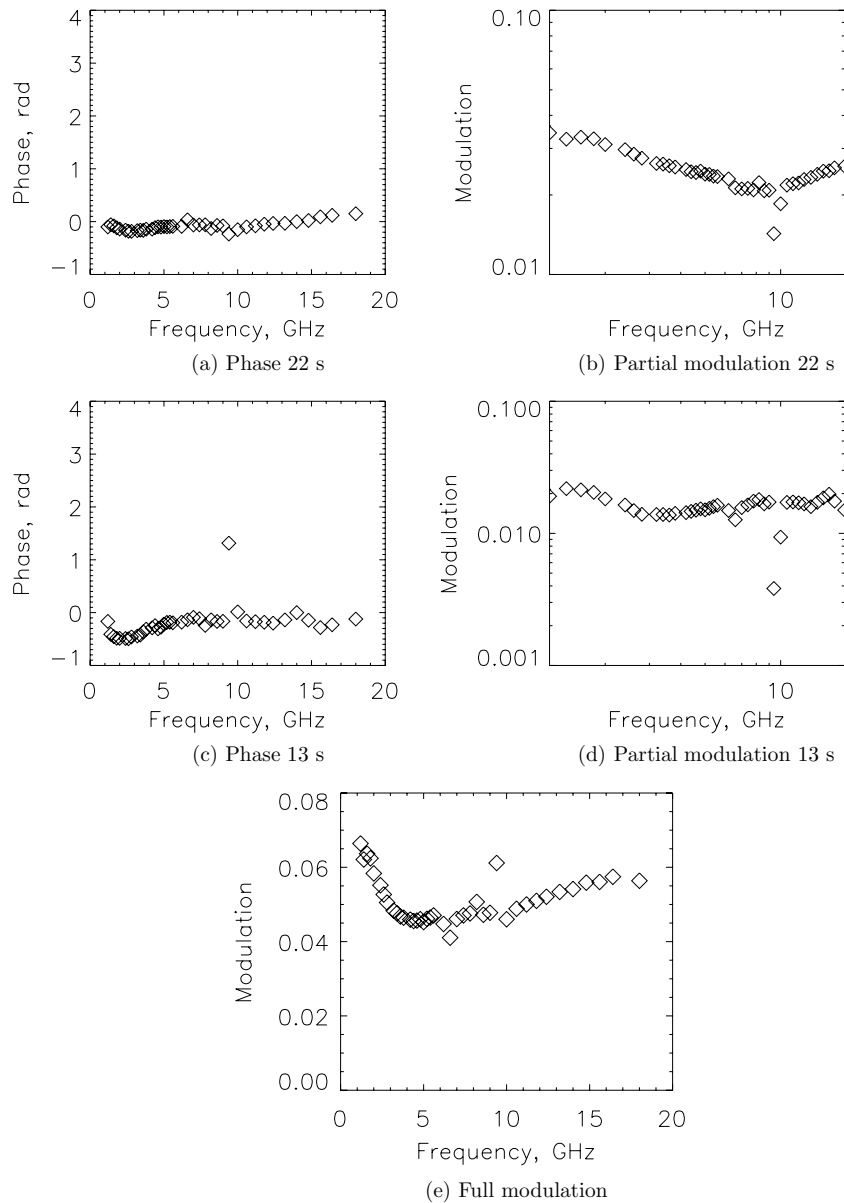 4
3
2
1
0
−1
Phase, rad
0 5 10 15 20
Frequency, GHz
(a) Phase 22 s
0.10
0.01
Modulation
10
Frequency, GHz
(b) Partial modulation 22 s
4
3
2
1
0
−1
Phase, rad
0 5 10 15 20
Frequency, GHz
(c) Phase 13 s
0.100
0.010
0.001
Modulation
10
Frequency, GHz
(d) Partial modulation 13 s
0.08
0.06
0.04
0.02
0.00
Modulation
0 5 10 15 20
Frequency, GHz
(e) Full modulation